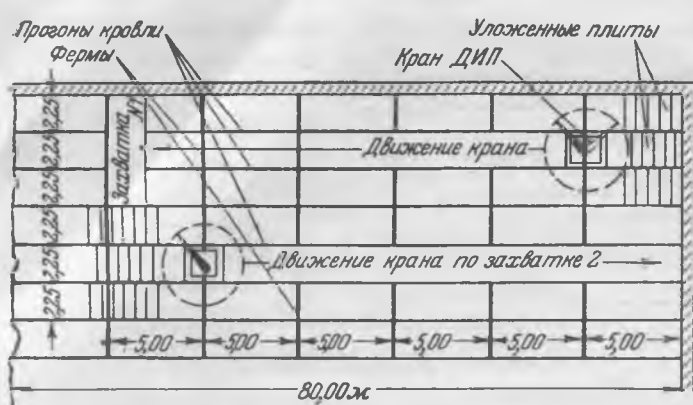 Прогоны кровли
Фермы
Уложенные плиты
Кран ДИП
Захватка №1
Движение крана
Движение крана по захватке 2
2,25
2,25
2,25
2,25
2,25
2,25
5,00
5,00
5,00
5,00
5,00
5,00
80,00м